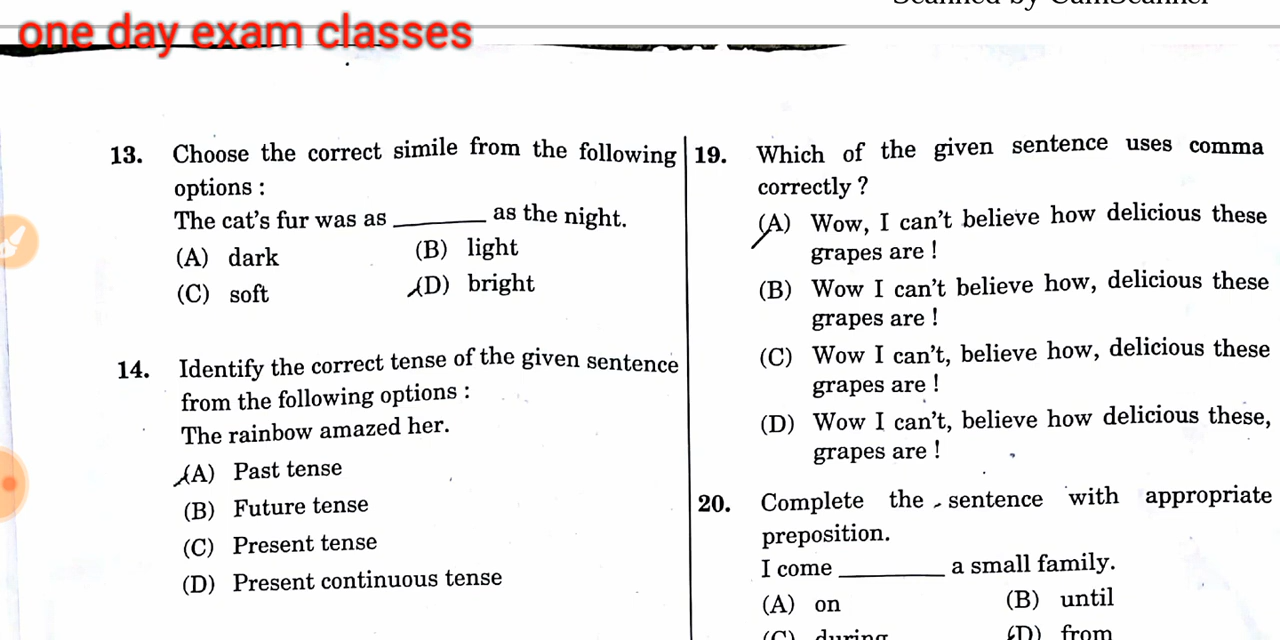 one day exam classes
13. Choose the correct simile from the following
options :
The cat's fur was as ________ as the night.
(A) dark (B) light
(C) soft (D) bright
14. Identify the correct tense of the given sentence
from the following options :
The rainbow amazed her.
(A) Past tense
(B) Future tense
(C) Present tense
(D) Present continuous tense
19. Which of the given sentence uses comma
correctly ?
(A) Wow, I can't believe how delicious these
grapes are !
(B) Wow I can't believe how, delicious these
grapes are !
(C) Wow I can't, believe how, delicious these
grapes are !
(D) Wow I can't, believe how delicious these,
grapes are !
20. Complete the sentence with appropriate
preposition.
I come ________ a small family.
(A) on (B) until
(C) during (D) from